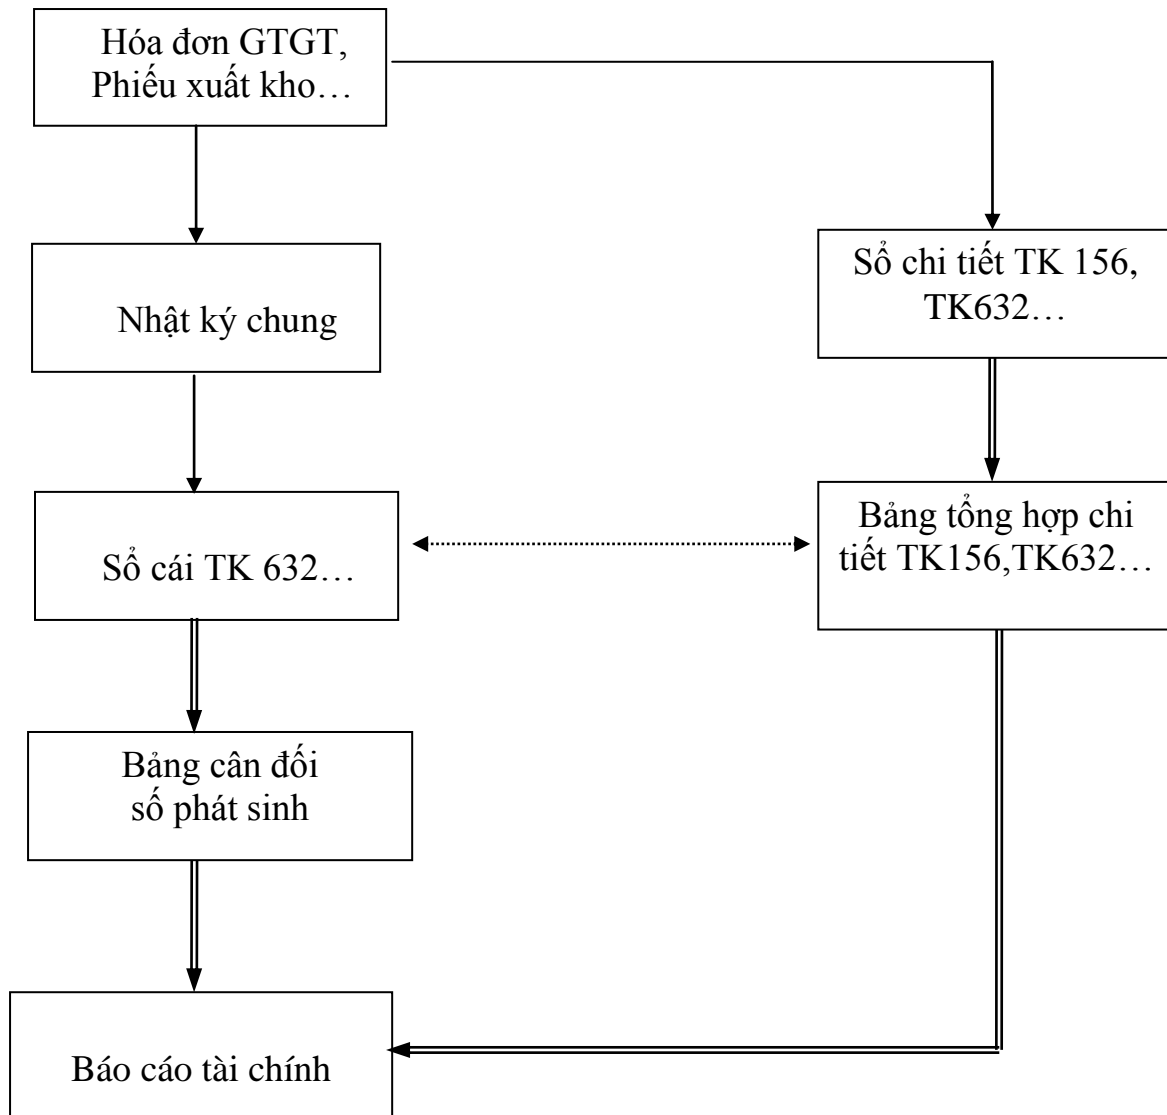 Hóa đơn GTGT,
Phiếu xuất kho…
Nhật ký chung
Sổ chi tiết TK 156,
TK632…
Sổ cái TK 632…
Bảng tổng hợp chi
tiết TK156,TK632…
Bảng cân đối
số phát sinh
Báo cáo tài chính